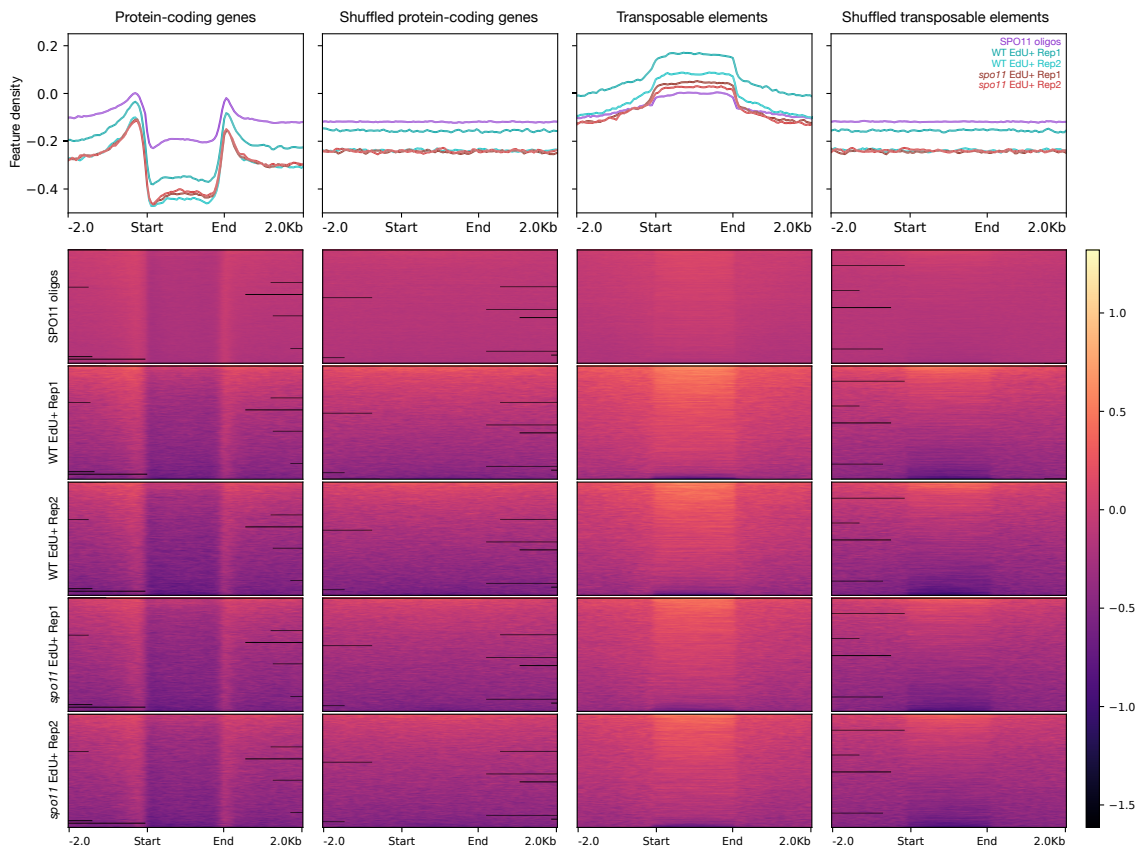 Protein-coding genes
Shuffled protein-coding genes
Transposable elements
Shuffled transposable elements
Feature density
0.2
0.0
−0.2
−0.4
SPO11 oligos
WT EdU+ Rep1
WT EdU+ Rep2
spo11 EdU+ Rep1
spo11 EdU+ Rep2
-2.0 Start End 2.0Kb
-2.0 Start End 2.0Kb
-2.0 Start End 2.0Kb
-2.0 Start End 2.0Kb
SPO11 oligos
WT EdU+ Rep1
WT EdU+ Rep2
spo11 EdU+ Rep1
spo11 EdU+ Rep2
1.0
0.5
0.0
−0.5
−1.0
−1.5
-2.0 Start End 2.0Kb
-2.0 Start End 2.0Kb
-2.0 Start End 2.0Kb
-2.0 Start End 2.0Kb